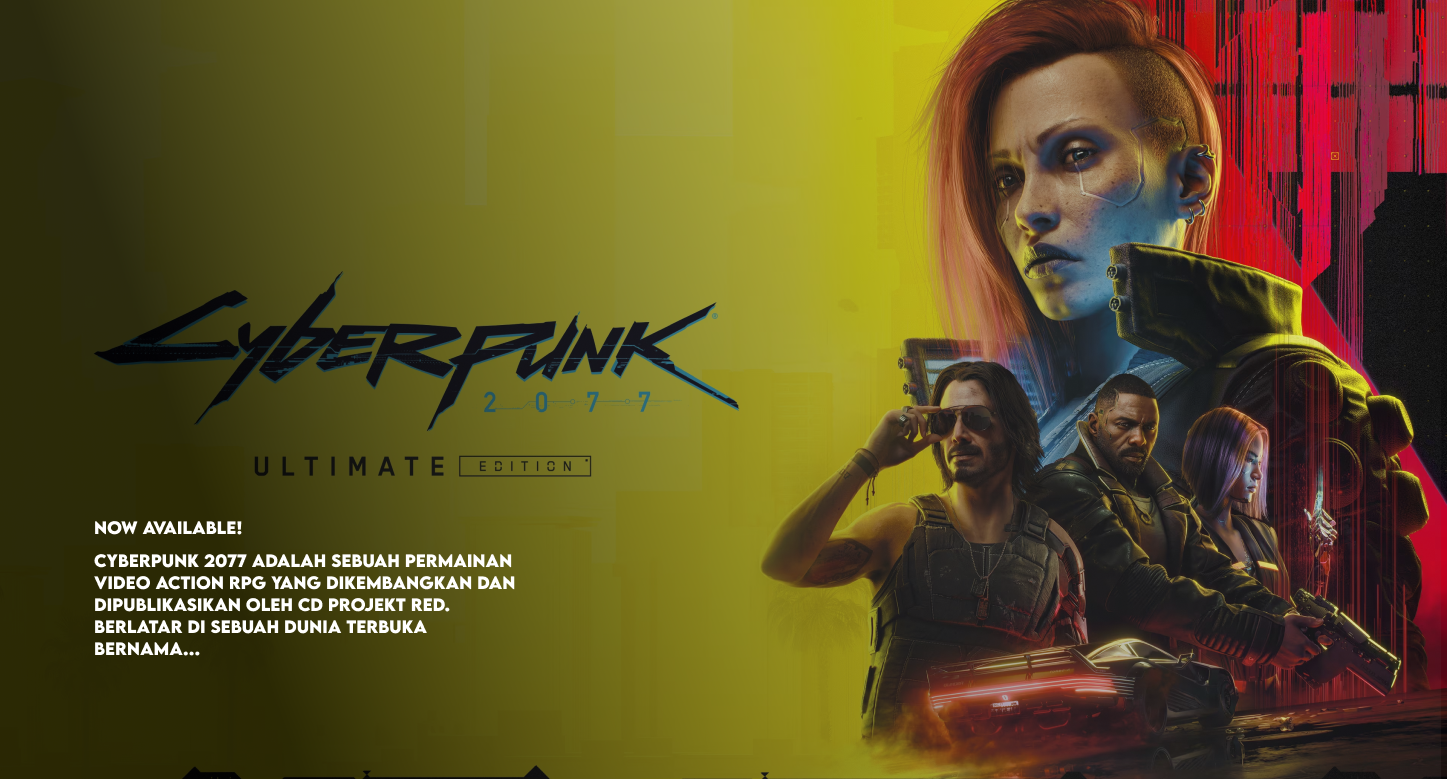 CYBERPUNK
2077
ULTIMATE EDITION
NOW AVAILABLE!
CYBERPUNK 2077 ADALAH SEBUAH PERMAINAN
VIDEO ACTION RPG YANG DIKEMBANGKAN DAN
DIPUBLIKASIKAN OLEH CD PROJEKT RED.
BERLATAR DI SEBUAH DUNIA TERBUKA
BERNAMA...